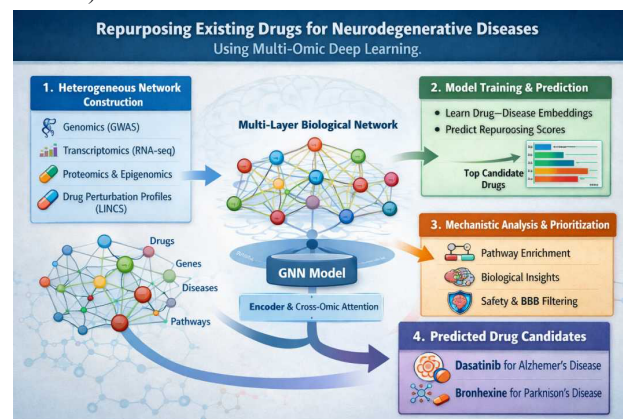 Repurposing Existing Drugs for Neurodegenerative Diseases
Using Multi-Omic Deep Learning.
1. Heterogeneous Network
Construction
Genomics (GWAS)
Transcriptomics (RNA-seq)
Proteomics & Epigenomics
Drug Perturbation Profiles
(LINCS)
Multi-Layer Biological Network
2. Model Training & Prediction
• Learn Drug—Disease Embeddings
• Predict Repuroosing Scores
Top Candidate
Drugs
3. Mechanistic Analysis & Prioritization
Pathway Enrichment
Biological Insights
Safety & BBB Filtering
Drugs
Genes
Diseases
Pathways
GNN Model
Encoder & Cross-Omic Attention
4. Predicted Drug Candidates
Dasatinib for Alzheimer's Disease
Bronhexine for Parknison's Disease